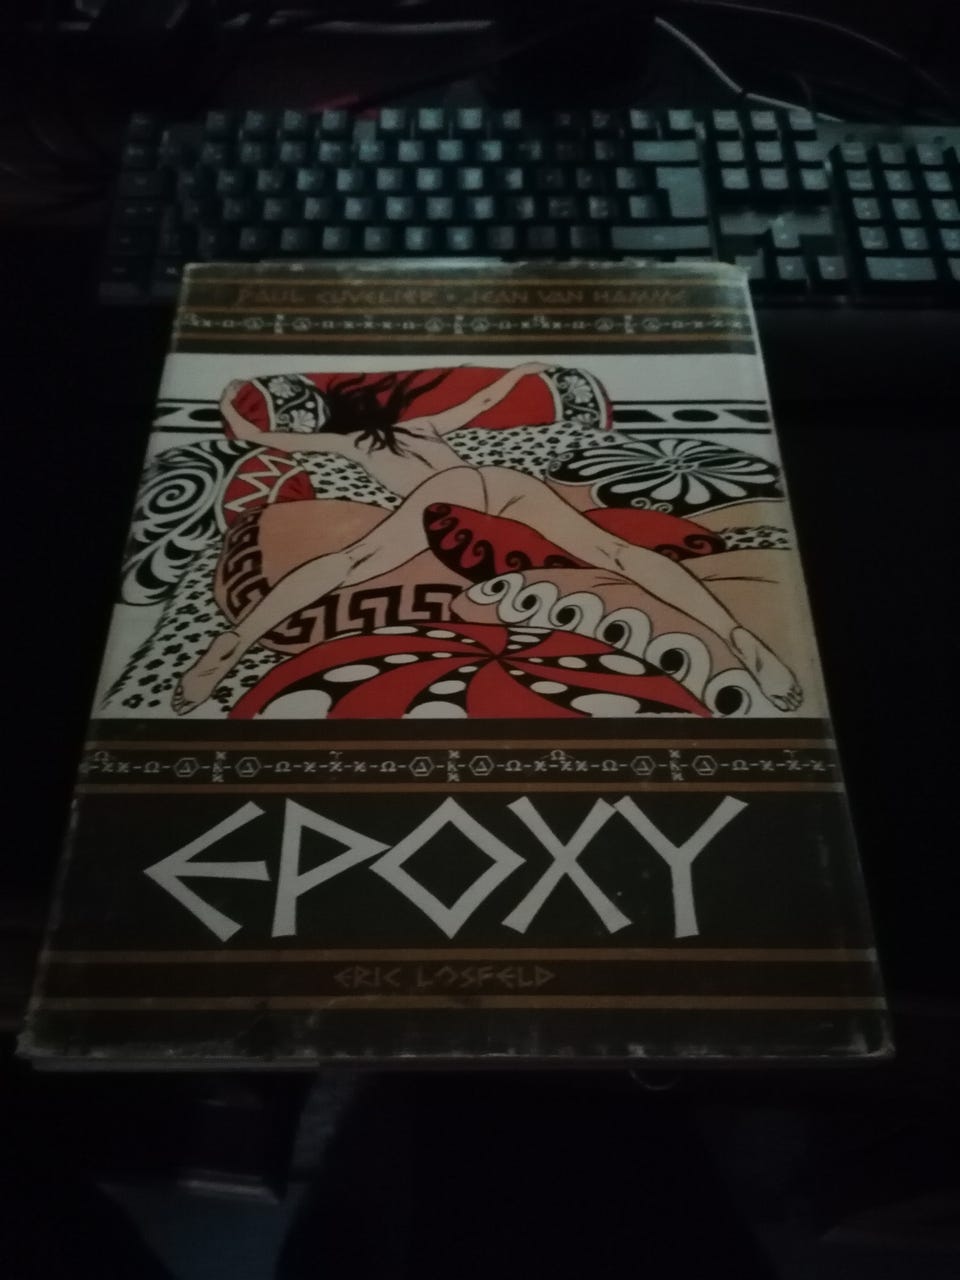 PAUL CUVELIER • JEAN VAN HAMME
EPOXY
ERIC LOSFELD